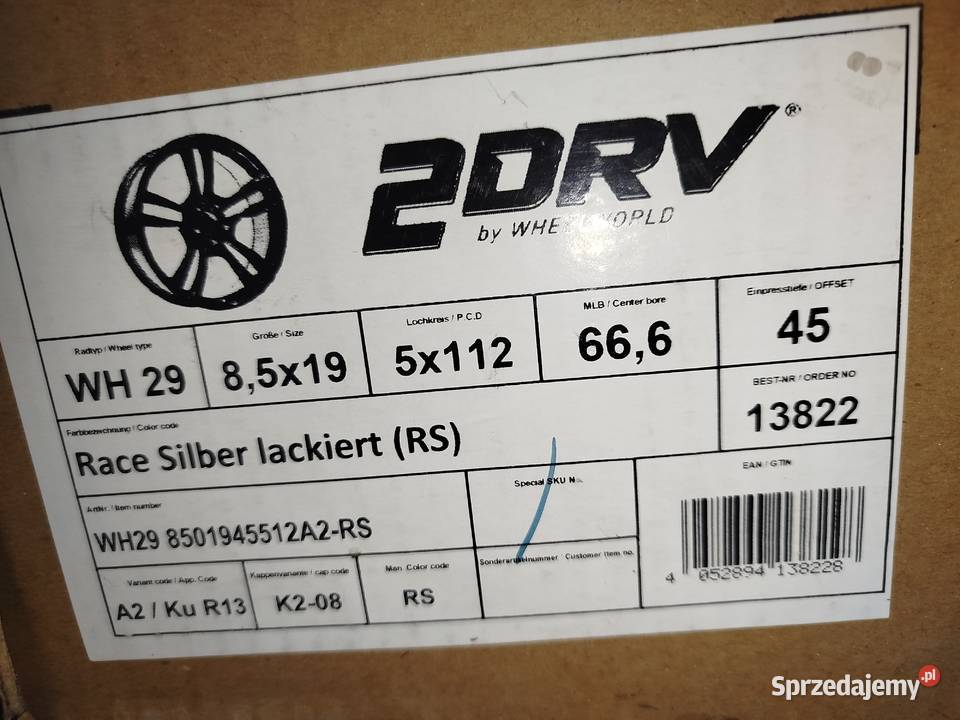 2DRV®
by WHEELWORLD
Radtyp / Wheel type
WH 29
Größe / Size
8,5x19
Lochkreis / P.C.D
5x112
MLB / Center bore
66,6
Einpresstiefe / OFFSET
45
Farbbezeichnung / Color code
Race Silber lackiert (RS)
BEST-NR / ORDER NO
13822
ArtNr. / Item number
WH29 8501945512A2-RS
Special SKU No.
EAN / GTIN
4 052894 138228
Variant code / App. Code
A2 / Ku R13
Kappenvariante / cap code
K2-08
Man. Color code
RS
Sonderartikelnummer / Customer item no.
Sprzedajemy.pl